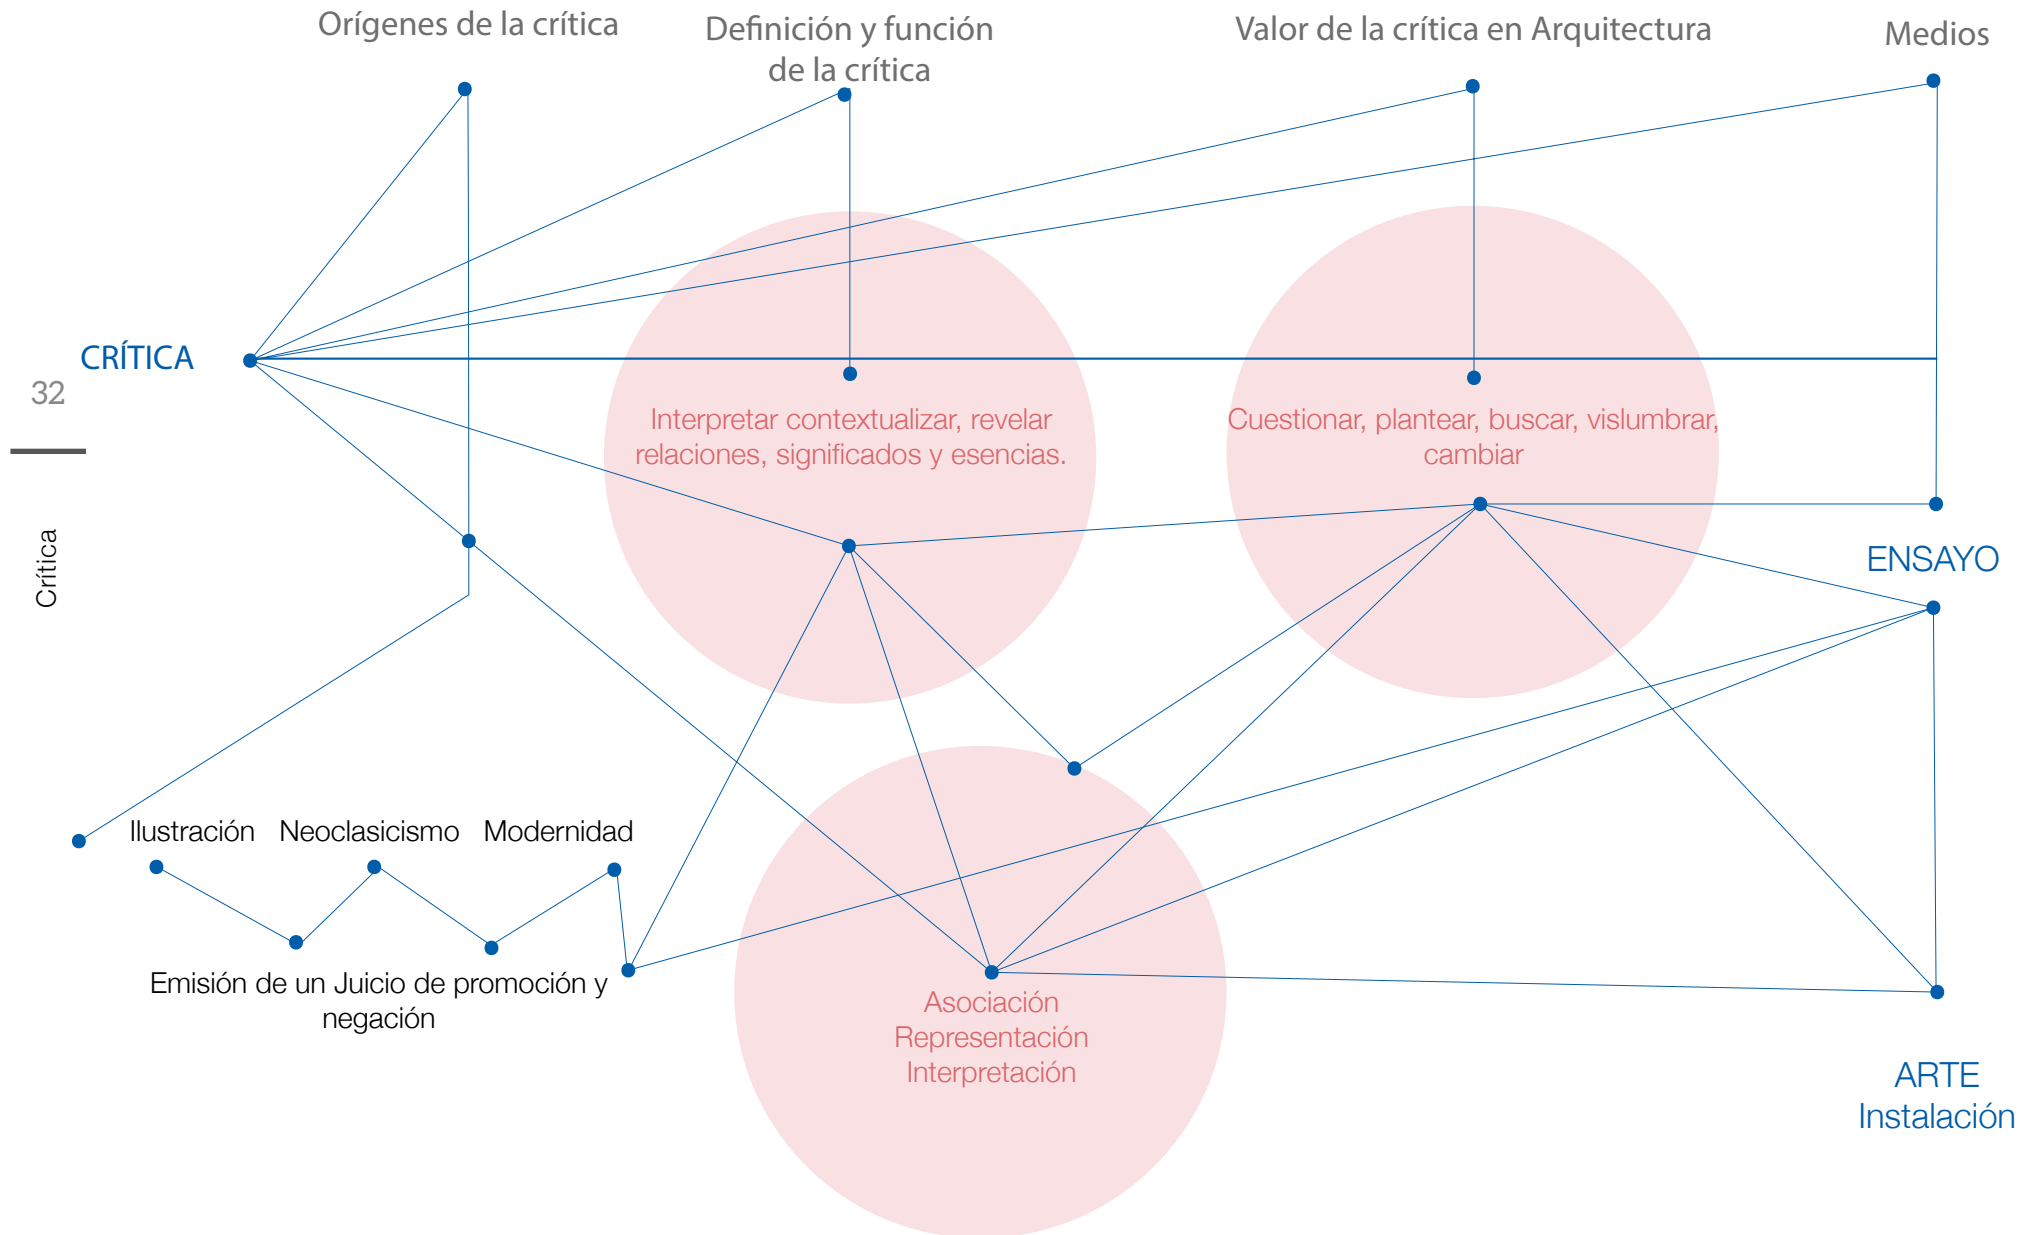 Orígenes de la crítica
Definición y función
de la crítica
Valor de la crítica en Arquitectura
Medios
CRÍTICA
32
Crítica
Interpretar contextualizar, revelar
relaciones, significados y esencias.
Cuestionar, plantear, buscar, vislumbrar,
cambiar
ENSAYO
Ilustración
Neoclasicismo
Modernidad
Emisión de un Juicio de promoción y
negación
Asociación
Representación
Interpretación
ARTE
Instalación